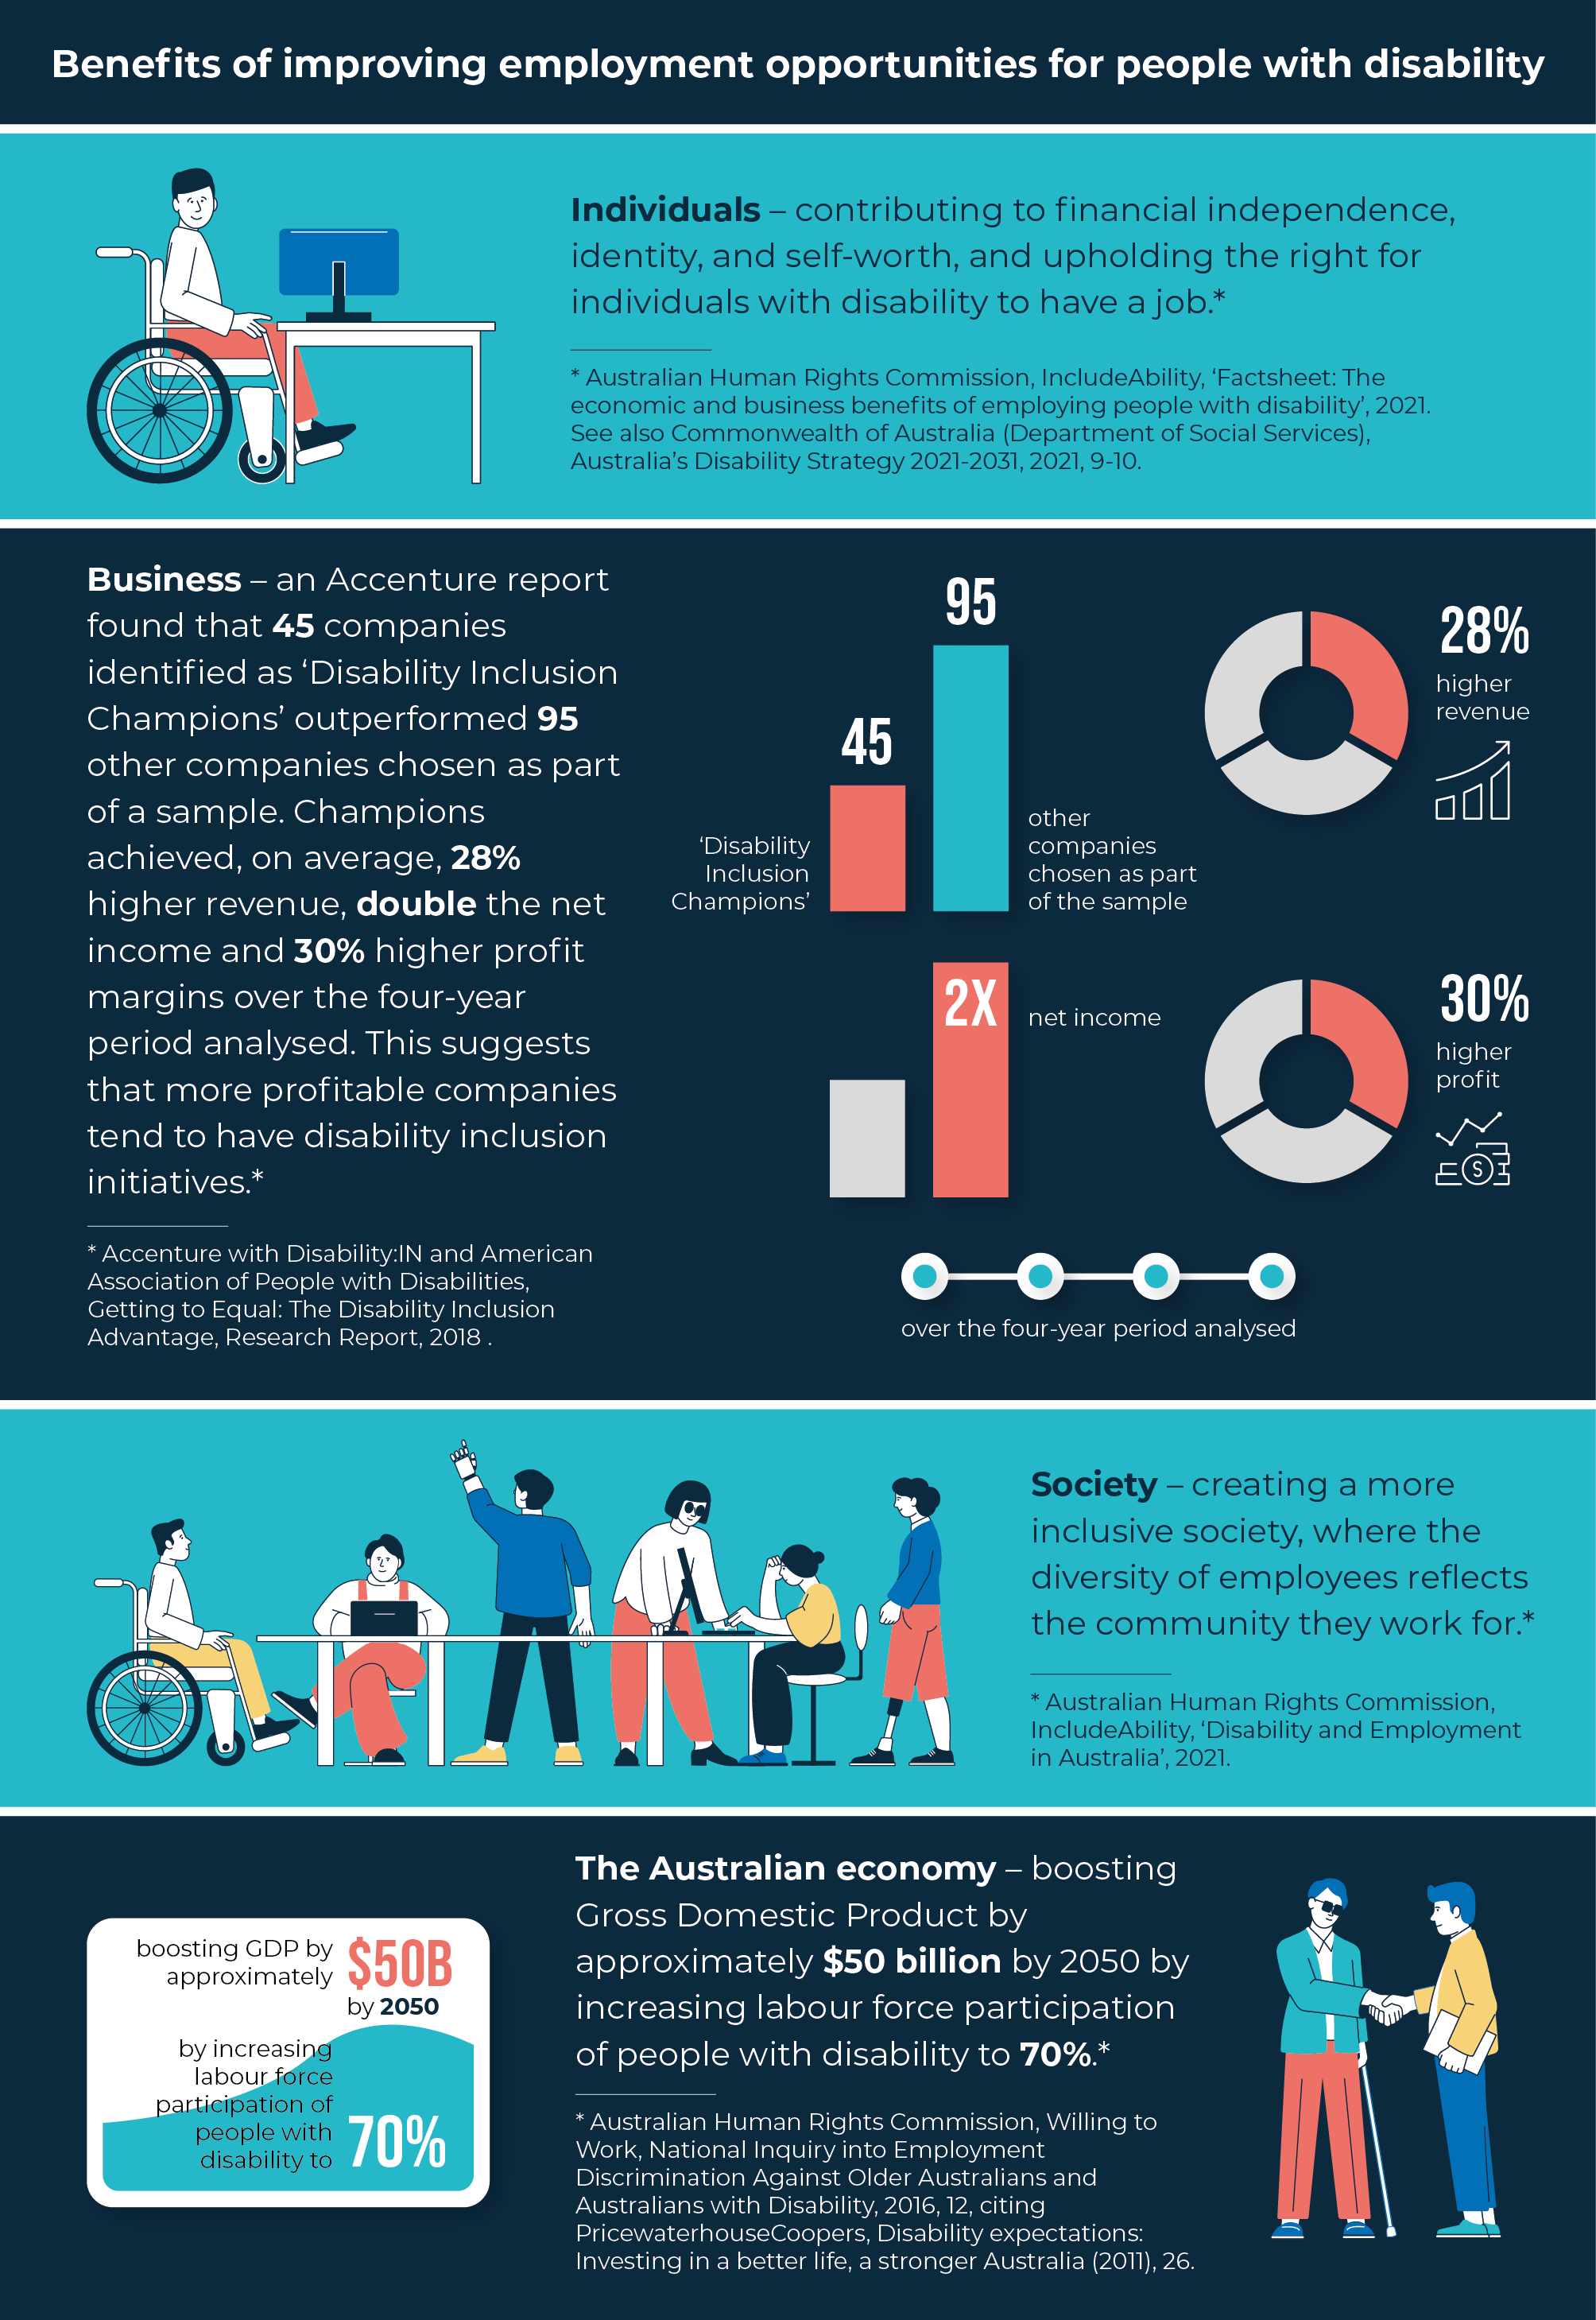 Benefits of improving employment opportunities for people with disability
Individuals – contributing to financial independence,
identity, and self-worth, and upholding the right for
individuals with disability to have a job.*
* Australian Human Rights Commission, IncludeAbility, ‘Factsheet: The
economic and business benefits of employing people with disability’, 2021.
See also Commonwealth of Australia (Department of Social Services),
Australia’s Disability Strategy 2021-2031, 2021, 9-10.
Business – an Accenture report
found that 45 companies
identified as ‘Disability Inclusion
Champions’ outperformed 95
other companies chosen as part
of a sample. Champions
achieved, on average, 28%
higher revenue, double the net
income and 30% higher profit
margins over the four-year
period analysed. This suggests
that more profitable companies
tend to have disability inclusion
initiatives.*
* Accenture with Disability:IN and American
Association of People with Disabilities,
Getting to Equal: The Disability Inclusion
Advantage, Research Report, 2018 .
45
‘Disability
Inclusion
Champions’
95
other
companies
chosen as part
of the sample
28%
higher
revenue
2X
net income
30%
higher
profit
$
over the four-year period analysed
Society – creating a more
inclusive society, where the
diversity of employees reflects
the community they work for.*
* Australian Human Rights Commission,
IncludeAbility, ‘Disability and Employment
in Australia’, 2021.
boosting GDP by
approximately
$50B
by 2050
by increasing
labour force
participation of
people with
disability to
70%
The Australian economy – boosting
Gross Domestic Product by
approximately $50 billion by 2050 by
increasing labour force participation
of people with disability to 70%.*
* Australian Human Rights Commission, Willing to
Work, National Inquiry into Employment
Discrimination Against Older Australians and
Australians with Disability, 2016, 12, citing
PricewaterhouseCoopers, Disability expectations:
Investing in a better life, a stronger Australia (2011), 26.